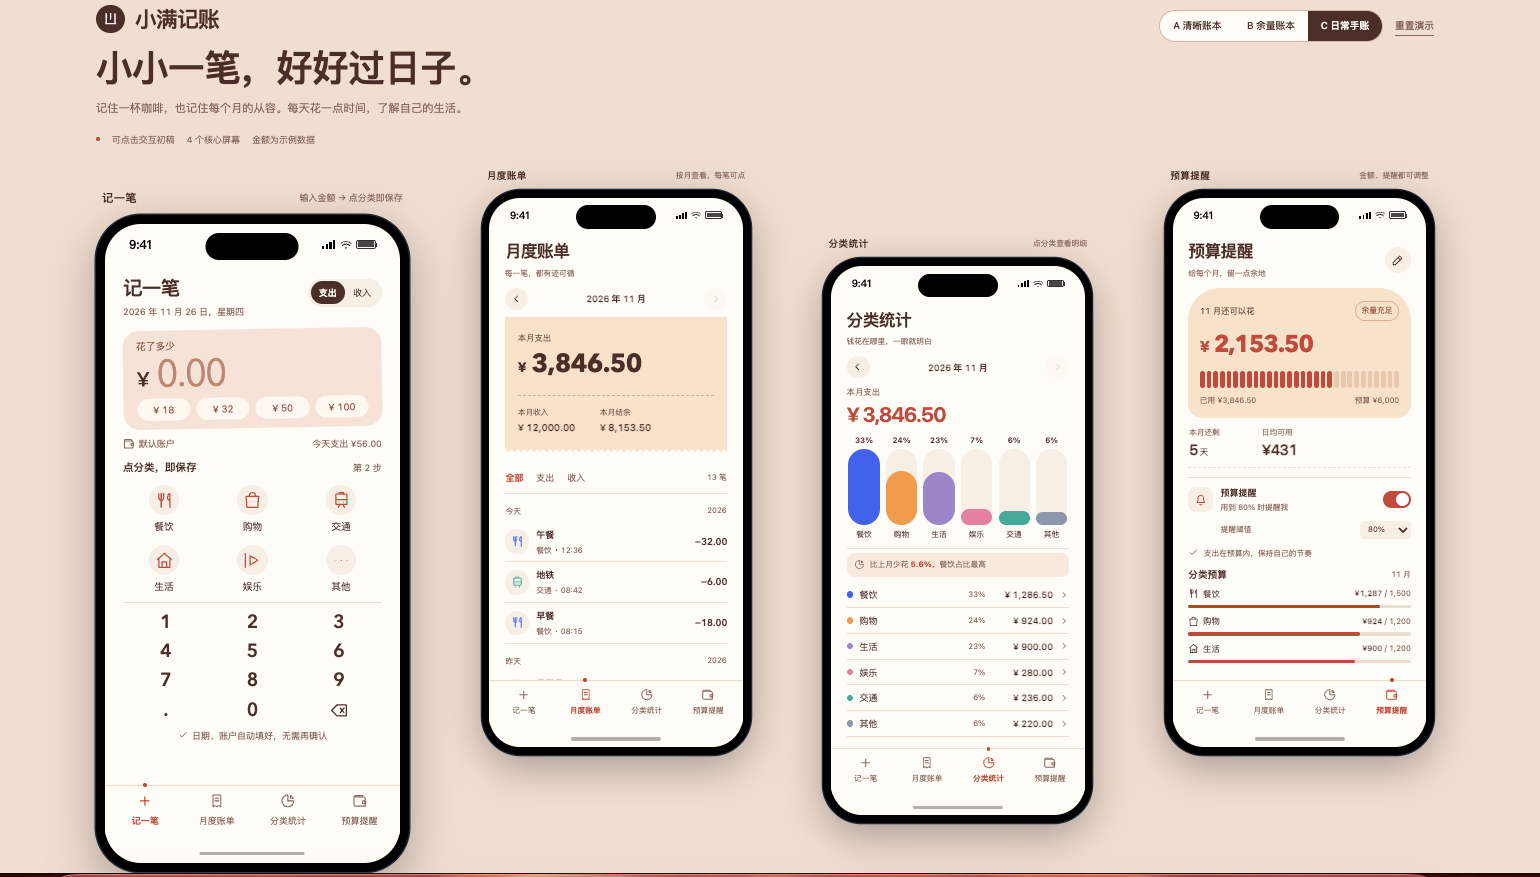 小满记账
A 清晰账本 B 余量账本 C 日常手账 重置演示
小小一笔，好好过日子。
记住一杯咖啡，也记住每个月的从容。每天花一点时间，了解自己的生活。
可点击交互初稿 4 个核心屏幕 金额为示例数据
记一笔 输入金额 → 点分类即保存
9:41
记一笔
支出 收入
2026 年 11 月 26 日，星期四
花了多少
¥ 0.00
¥ 18 ¥ 32 ¥ 50 ¥ 100
默认账户 今天支出 ¥56.00
点分类，即保存 第 2 步
餐饮 购物 交通
生活 娱乐 其他
1 2 3
4 5 6
7 8 9
. 0
日期、账户自动填好，无需再确认
记一笔 月度账单 分类统计 预算提醒
月度账单 按月查看，每笔可点
9:41
月度账单
每一笔，都有迹可循
2026 年 11 月
本月支出
¥ 3,846.50
本月收入 本月结余
¥ 12,000.00 ¥ 8,153.50
全部 支出 收入 13 笔
今天 2026
午餐
餐饮 · 12:36
−32.00
地铁
交通 · 08:42
−6.00
早餐
餐饮 · 08:15
−18.00
昨天 2026
记一笔 月度账单 分类统计 预算提醒
分类统计 点分类查看明细
9:41
分类统计
钱花在哪里，一眼就明白
2026 年 11 月
本月支出
¥ 3,846.50
33% 24% 23% 7% 6% 6%
餐饮 购物 生活 娱乐 交通 其他
比上月少花 5.6%，餐饮占比最高
餐饮 33% ¥ 1,286.50
购物 24% ¥ 924.00
生活 23% ¥ 900.00
娱乐 7% ¥ 280.00
交通 6% ¥ 236.00
其他 6% ¥ 220.00
记一笔 月度账单 分类统计 预算提醒
预算提醒 金额、提醒都可调整
9:41
预算提醒
给每个月，留一点余地
11 月还可以花 余量充足
¥ 2,153.50
已用 ¥3,846.50 预算 ¥6,000
本月还剩 日均可用
5 天 ¥431
预算提醒
用到 80% 时提醒我
提醒阈值 80%
支出在预算内，保持自己的节奏
分类预算 11 月
餐饮 ¥1,287 / 1,500
购物 ¥924 / 1,200
生活 ¥900 / 1,200
记一笔 月度账单 分类统计 预算提醒